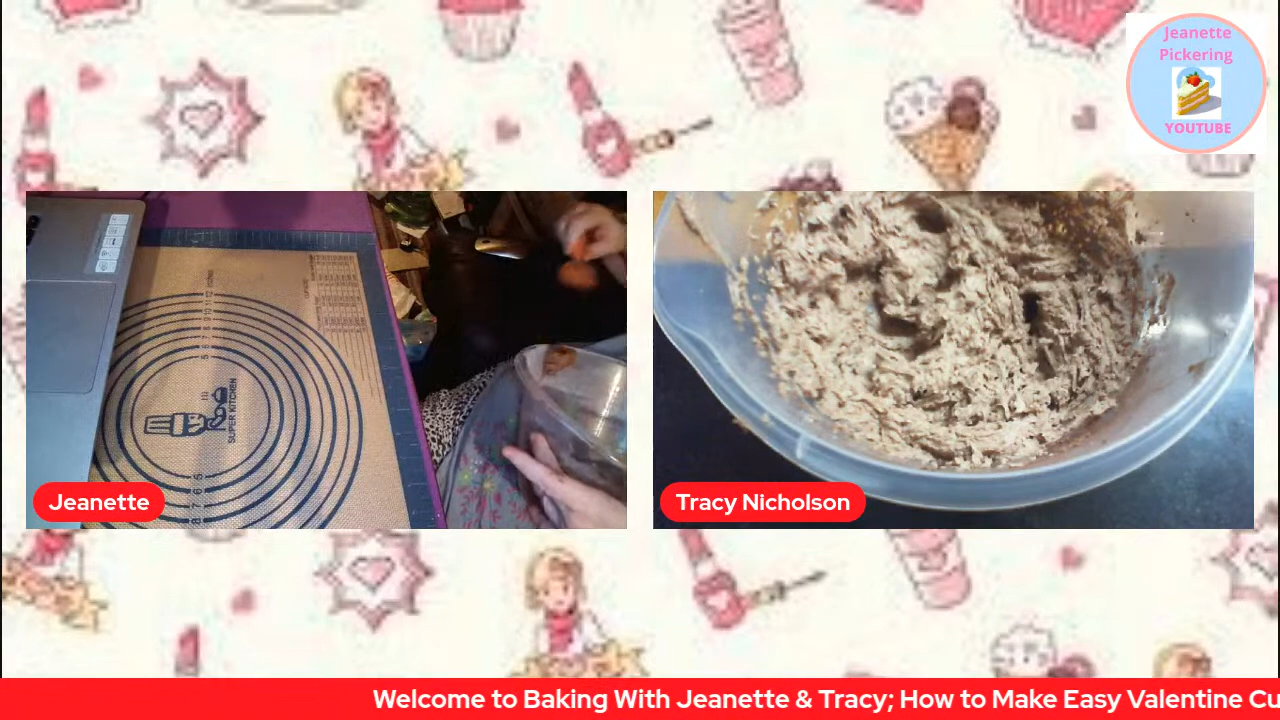 Jeanette
Pickering
YOUTUBE
SUPER KITCHEN
Jeanette
Tracy Nicholson
Welcome to Baking With Jeanette & Tracy; How to Make Easy Valentine Cu